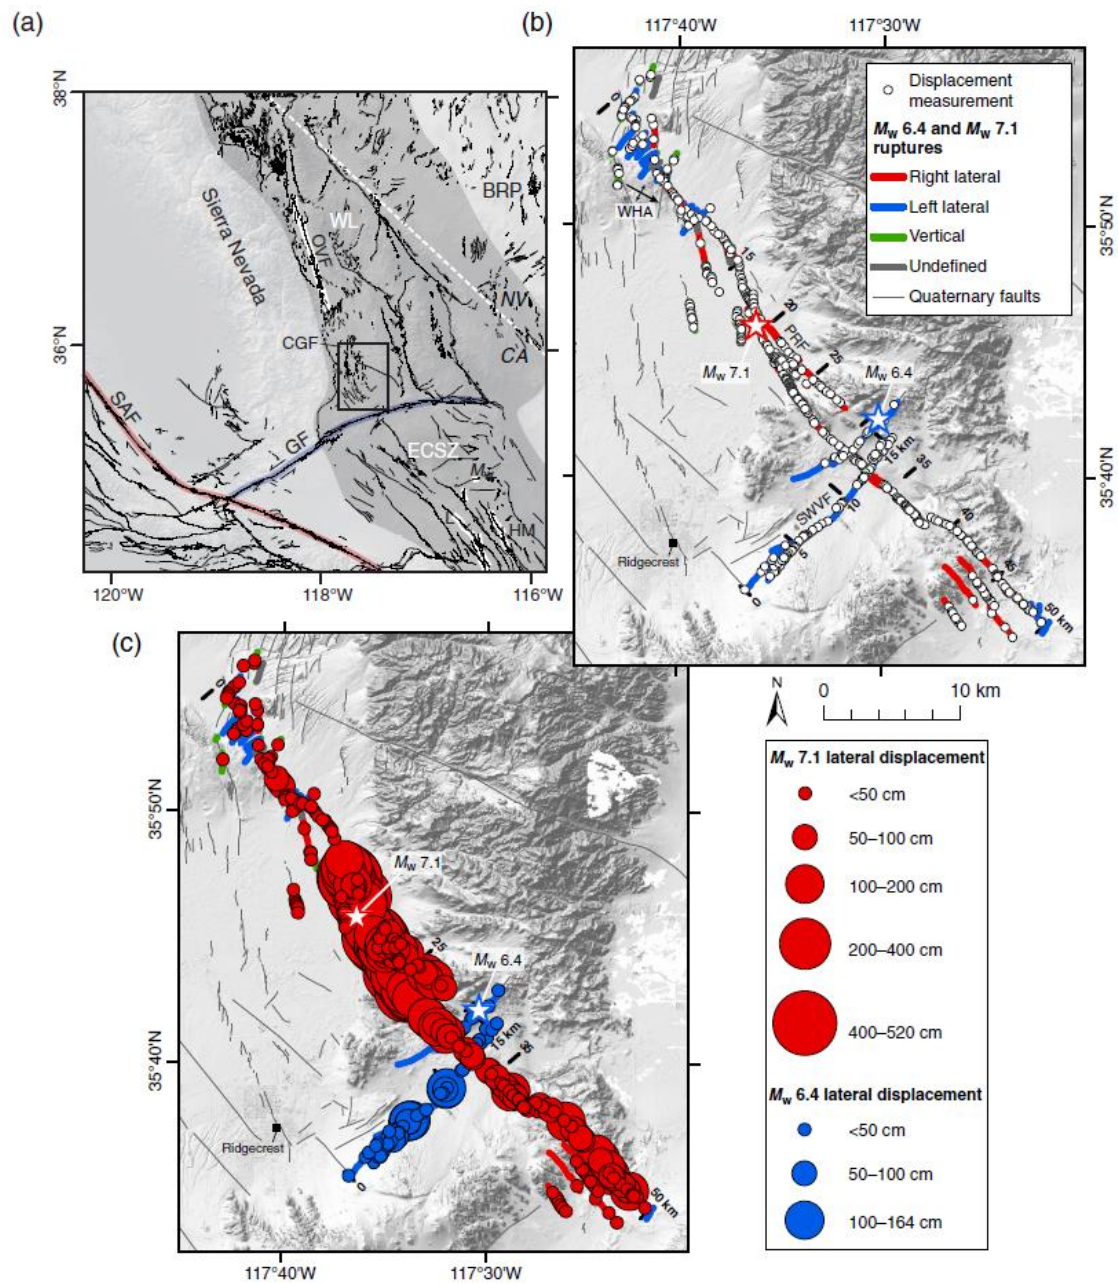 (a)
38°N
36°N
120°W
118°W
116°W
Sierra Nevada
WL
OVF
BRP
NV
CA
CGF
SAF
GF
ECSZ
M
L
HM
(b)
117°40'W
117°30'W
35°50'N
35°40'N
Displacement
measurement
Mw 6.4 and Mw 7.1
ruptures
Right lateral
Left lateral
Vertical
Undefined
Quaternary faults
0
WHA
15
20
PRF
25
Mw 7.1
Mw 6.4
15 km
35
SWVF
10
5
0
40
45
50 km
Ridgecrest
(c)
35°50'N
35°40'N
117°40'W
117°30'W
0
Mw 7.1
25
Mw 6.4
15 km
35
0
50 km
Ridgecrest
N
0
10 km
Mw 7.1 lateral displacement
<50 cm
50–100 cm
100–200 cm
200–400 cm
400–520 cm
Mw 6.4 lateral displacement
<50 cm
50–100 cm
100–164 cm